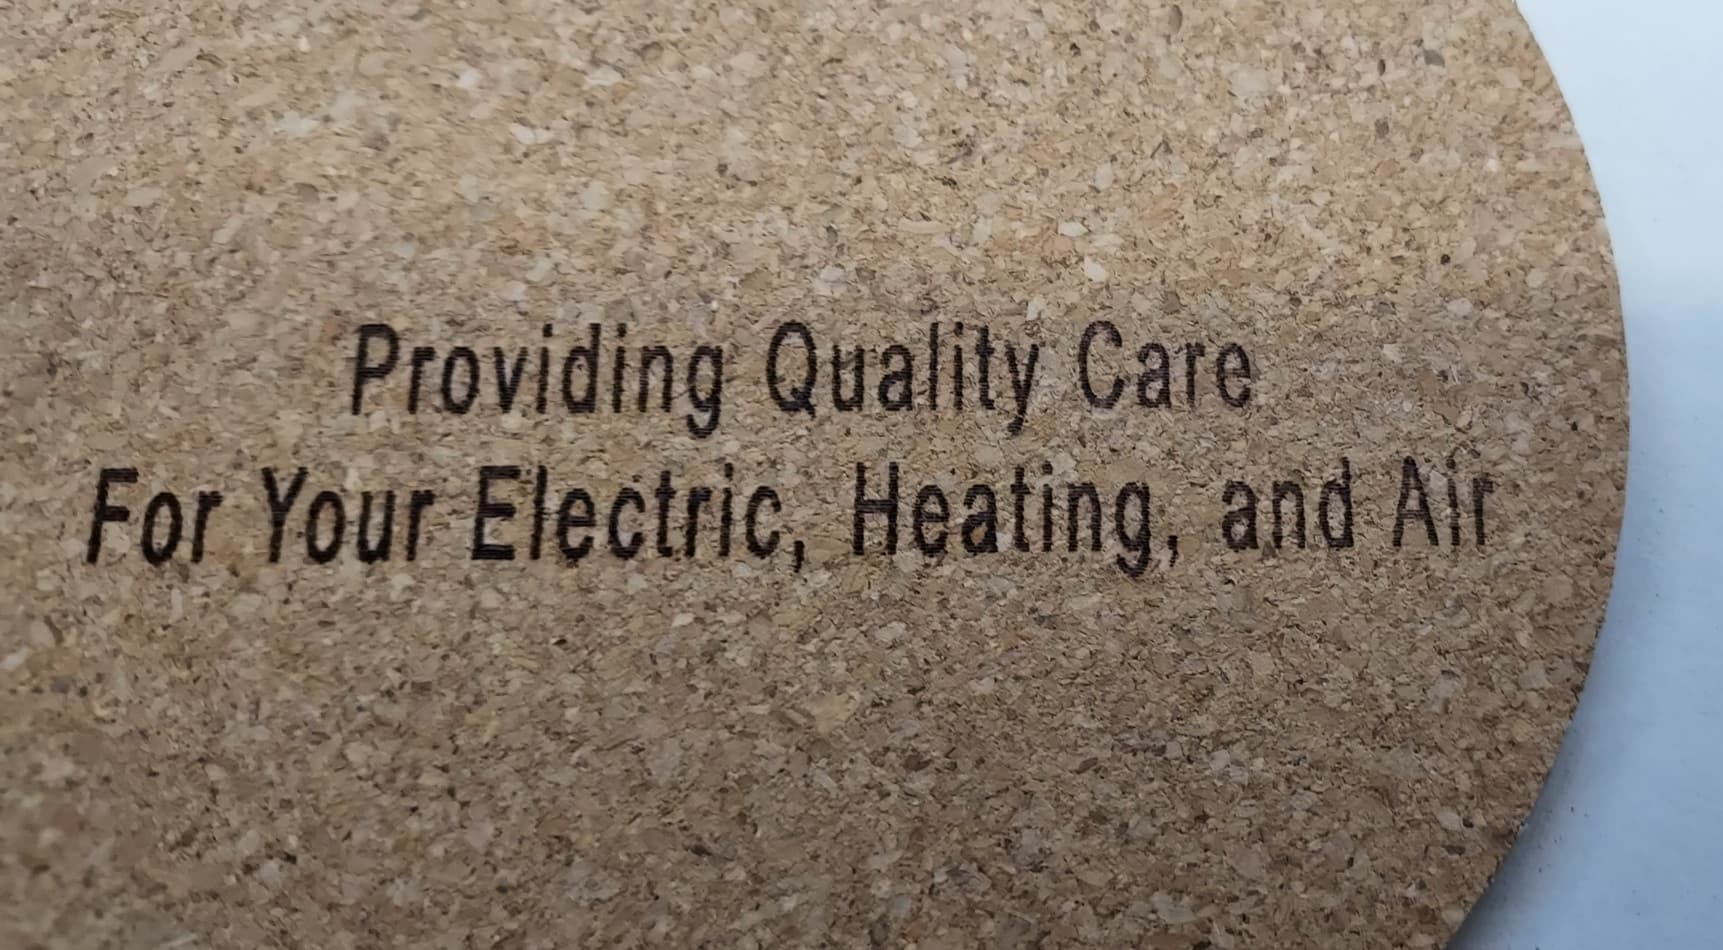 Providing Quality Care
For Your Electric, Heating, and Air